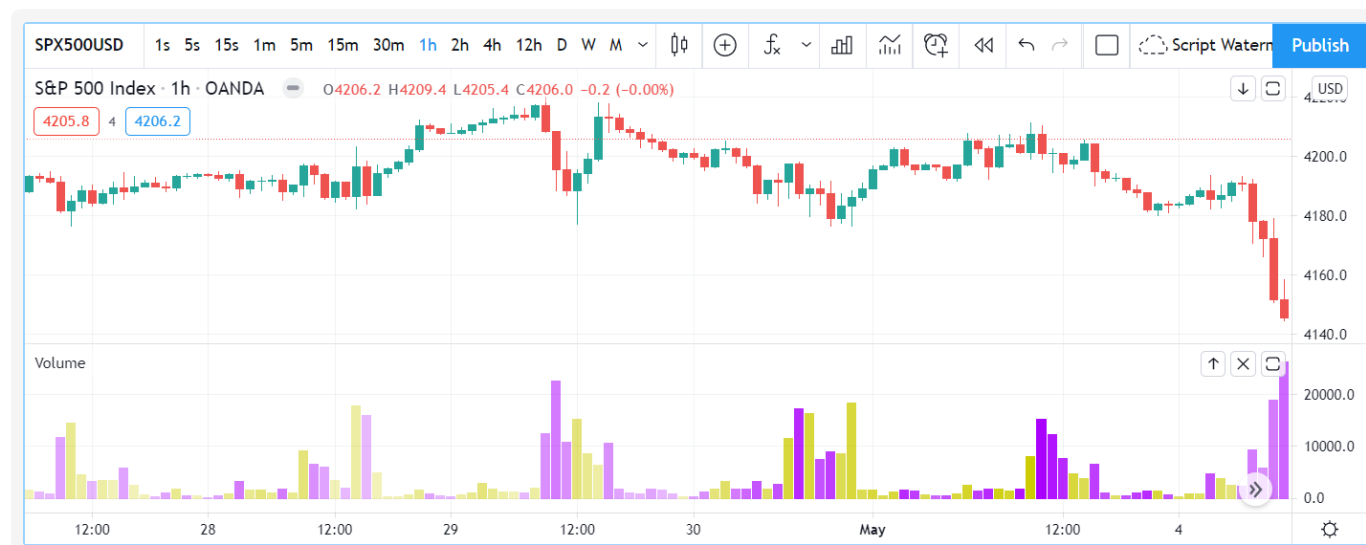 SPX500USD 1s 5s 15s 1m 5m 15m 30m 1h 2h 4h 12h D W M Script Watern Publish
S&P 500 Index · 1h · OANDA O4206.2 H4209.4 L4205.4 C4206.0 −0.2 (−0.00%) USD
4205.8 4 4206.2
4200.0
4180.0
4160.0
4140.0
Volume
20000.0
10000.0
0.0
12:00 28 12:00 29 12:00 30 May 12:00 4